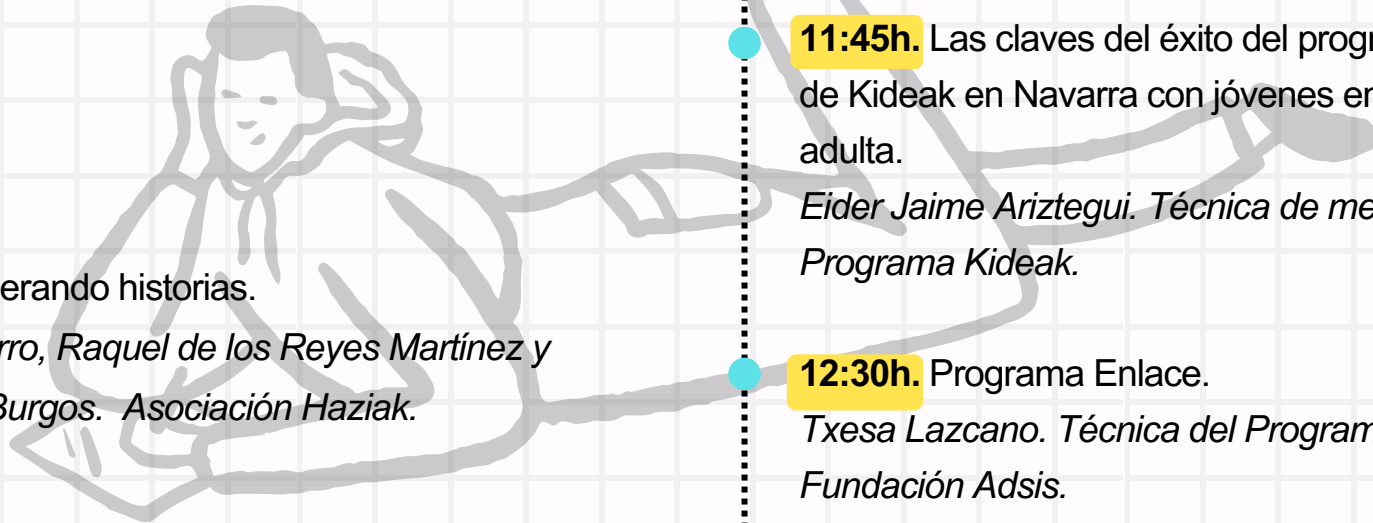 erando historias.
rro, Raquel de los Reyes Martínez y
Burgos. Asociación Haziak.
11:45h. Las claves del éxito del progr
de Kideak en Navarra con jóvenes en
adulta.
Eider Jaime Ariztegui. Técnica de me
Programa Kideak.
12:30h. Programa Enlace.
Txesa Lazcano. Técnica del Program
Fundación Adsis.